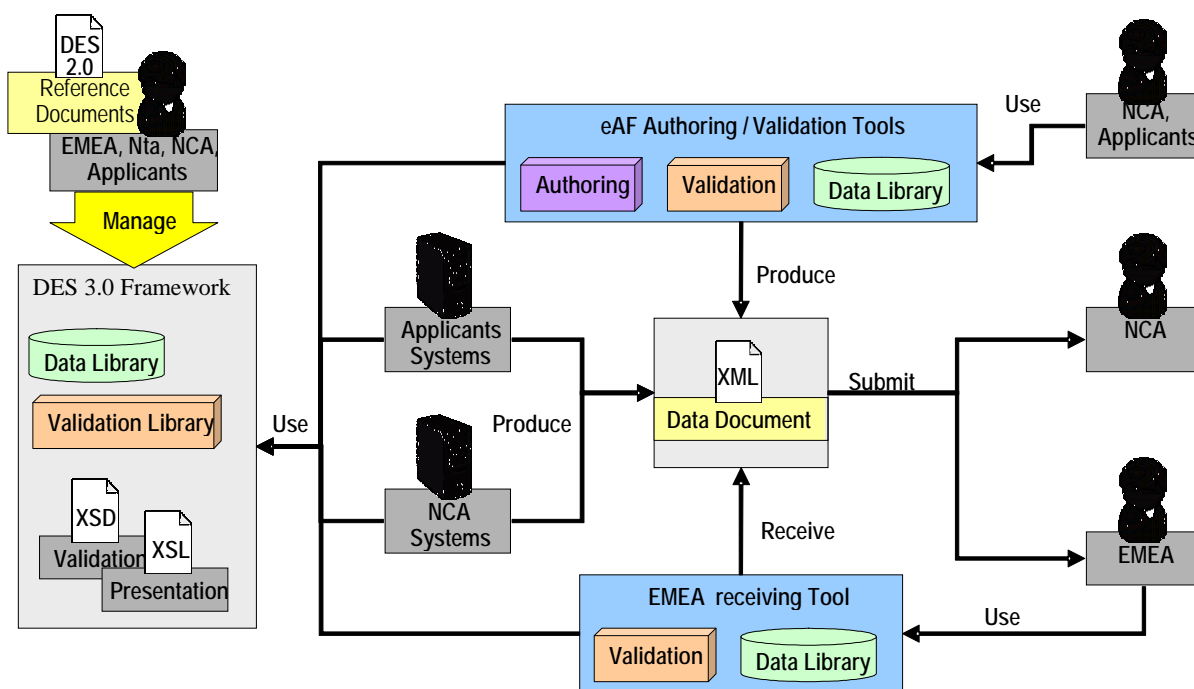 DES
2.0
Reference
Documents
EMEA, Nta, NCA,
Applicants
Manage
DES 3.0 Framework
Data Library
Validation Library
XSD
Validation
XSL
Presentation
Use
eAF Authoring / Validation Tools
Authoring
Validation
Data Library
Use
NCA,
Applicants
Produce
Applicants
Systems
NCA
Systems
Produce
XML
Data Document
Submit
NCA
EMEA
Receive
EMEA receiving Tool
Validation
Data Library
Use